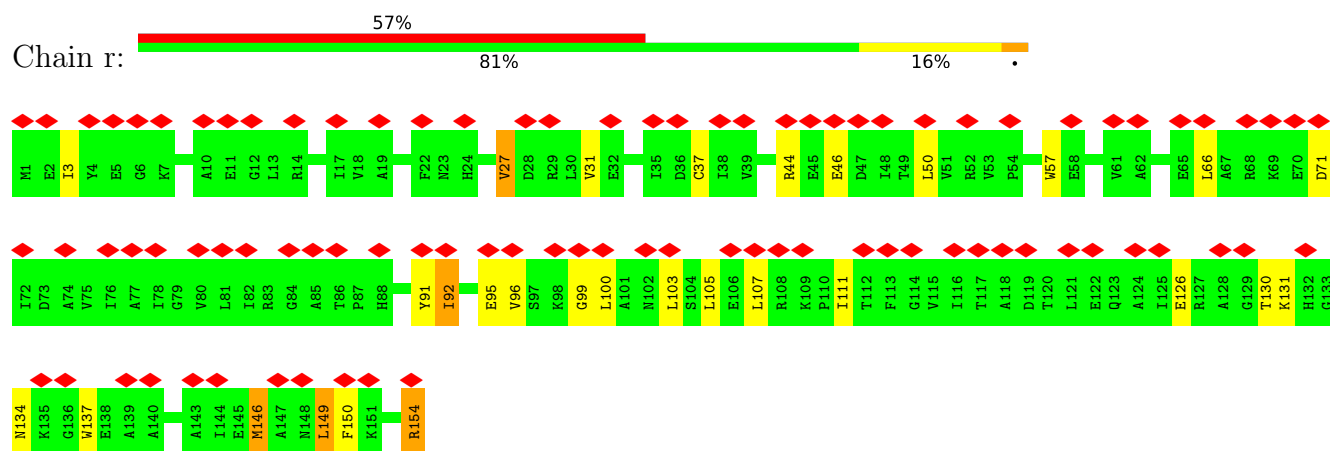 57%
Chain r:
81% 16% •
M1 E2 I3 Y4 E5 G6 K7 A10 E11 G12 L13 R14 I17 V18 A19 F22 N23 H24 V27 D28 R29 L30 V31 E32 I35 D36 C37 I38 V39 R44 E45 E46 D47 I48 T49 L50 V51 R52 V53 P54 W57 E58 V61 A62 E65 L66 A67 R68 K69 E70 D71
I72 D73 A74 V75 I76 A77 I78 G79 V80 L81 I82 R83 G84 A85 T86 P87 H88 Y91 I92 E95 V96 S97 K98 G99 L100 A101 N102 L103 S104 L105 E106 L107 R108 K109 P110 I111 T112 F113 G114 V115 I116 T117 A118 D119 T120 L121 E122 Q123 A124 I125 E126 R127 A128 G129 T130 K131 H132 G133
N134 K135 G136 W137 E138 A139 A140 A143 I144 E145 M146 A147 N148 L149 F150 K151 R154